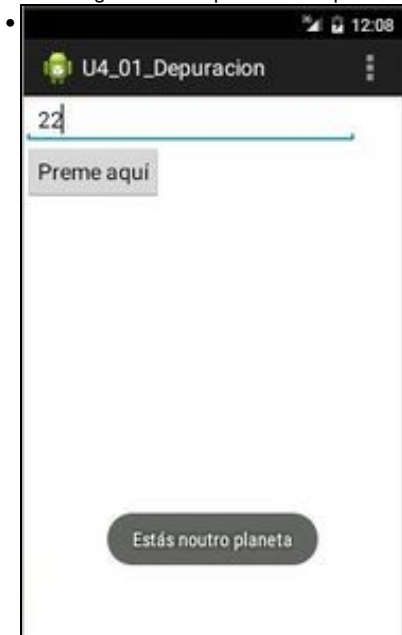 12:08
U4_01_Depuracion
22
Preme aquí
Estás noutro planeta